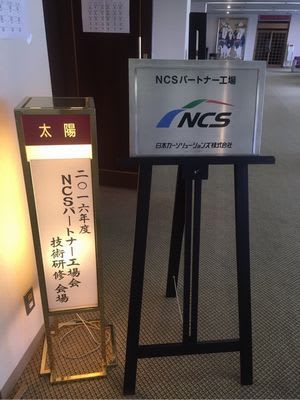 太陽
二〇一六年度
NCSパートナー工場会
技術研修 会場
NCSパートナー工場
NCS
日本カーソリューションズ株式会社